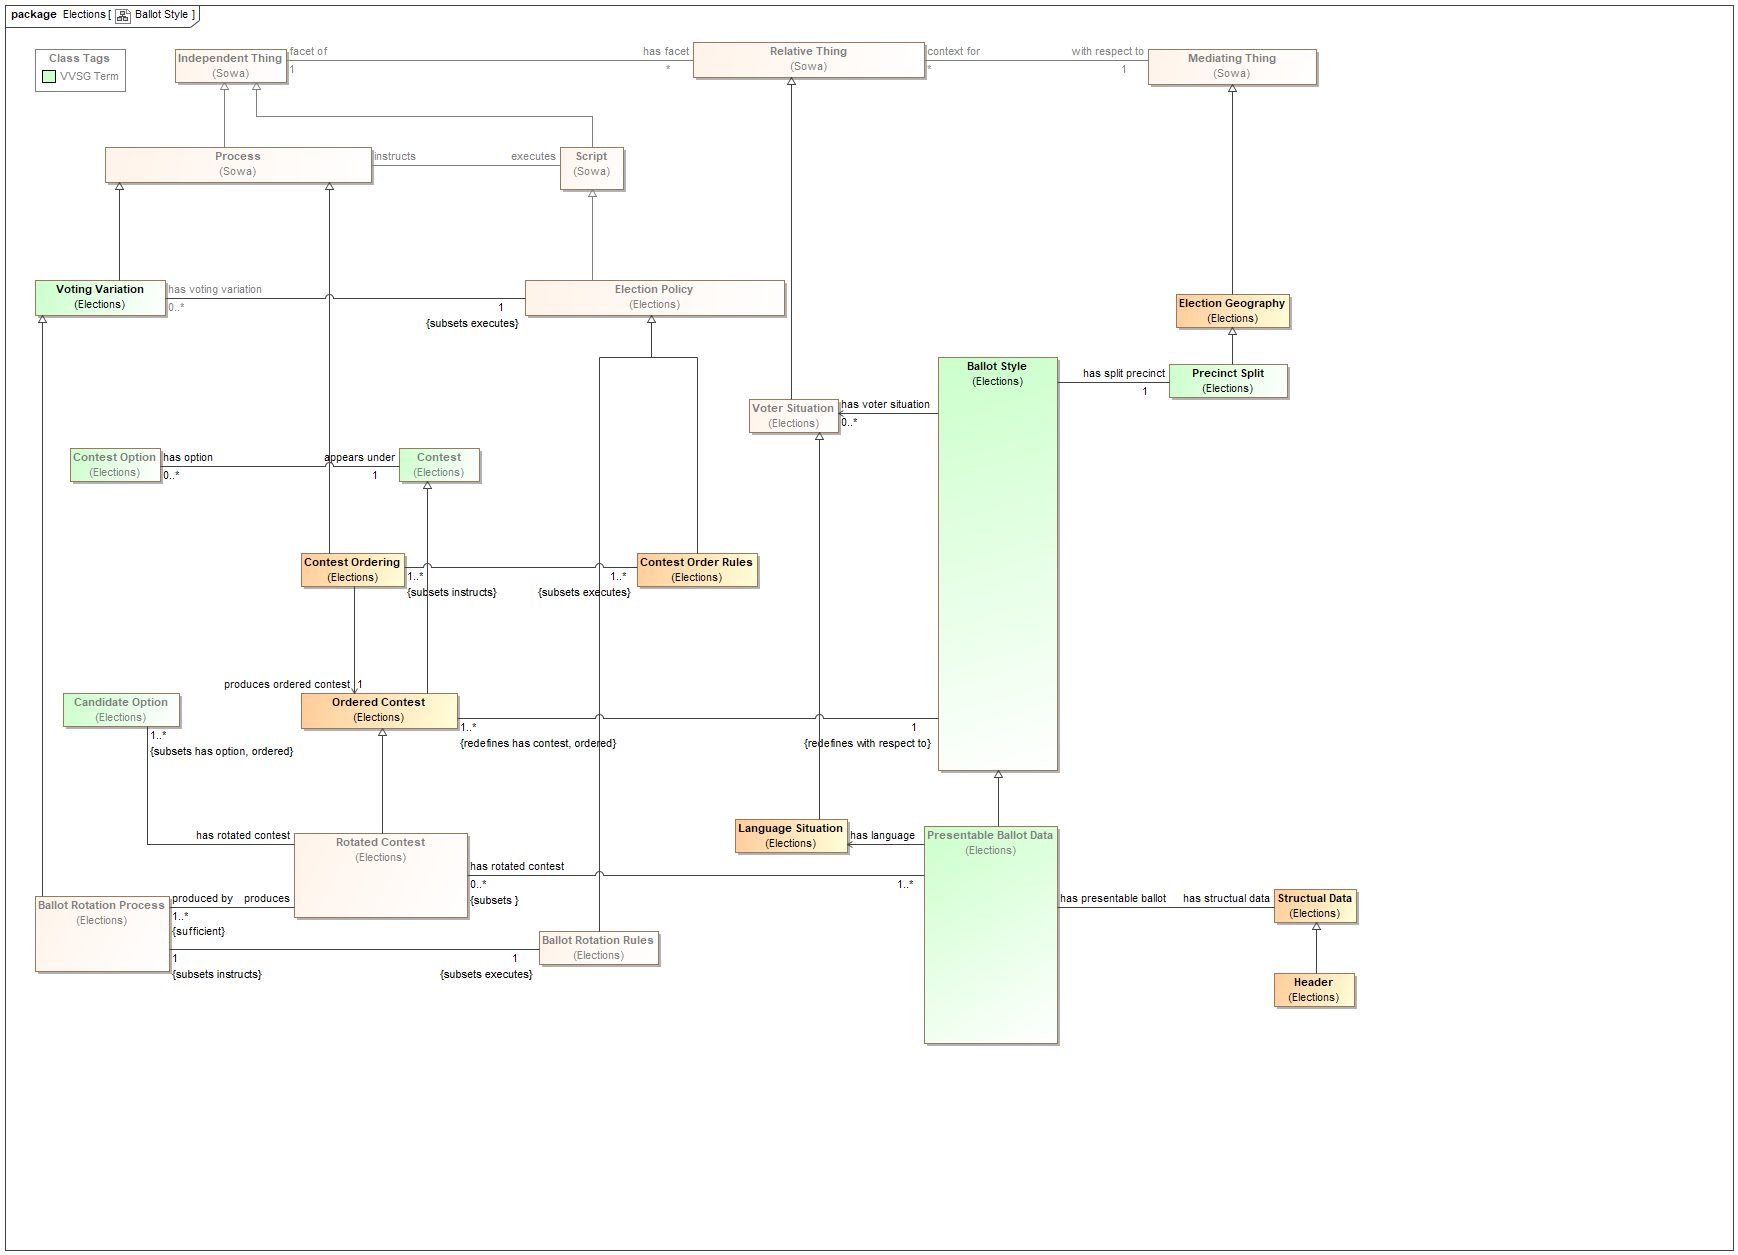 package Elections [ Ballot Style ]
Class Tags
VVSG Term
Independent Thing
(Sowa)
facet of
1
has facet
*
Relative Thing
(Sowa)
context for
*
with respect to
1
Mediating Thing
(Sowa)
Process
(Sowa)
instructs
executes
Script
(Sowa)
Voting Variation
(Elections)
has voting variation
0..*
1
{subsets executes}
Election Policy
(Elections)
Election Geography
(Elections)
Ballot Style
(Elections)
has split precinct
1
Precinct Split
(Elections)
Voter Situation
(Elections)
has voter situation
0..*
Contest Option
(Elections)
has option
0..*
appears under
1
Contest
(Elections)
Contest Ordering
(Elections)
1..*
{subsets instructs}
1..*
{subsets executes}
Contest Order Rules
(Elections)
produces ordered contest
1
Candidate Option
(Elections)
1..*
{subsets has option, ordered}
Ordered Contest
(Elections)
1..*
{redefines has contest, ordered}
1
{redefines with respect to}
has rotated contest
Rotated Contest
(Elections)
has rotated contest
0..*
{subsets }
1..*
Language Situation
(Elections)
has language
Presentable Ballot Data
(Elections)
Ballot Rotation Process
(Elections)
produced by
1..*
{sufficient}
produces
1
{subsets instructs}
1
{subsets executes}
Ballot Rotation Rules
(Elections)
has presentable ballot
has structual data
Structual Data
(Elections)
Header
(Elections)